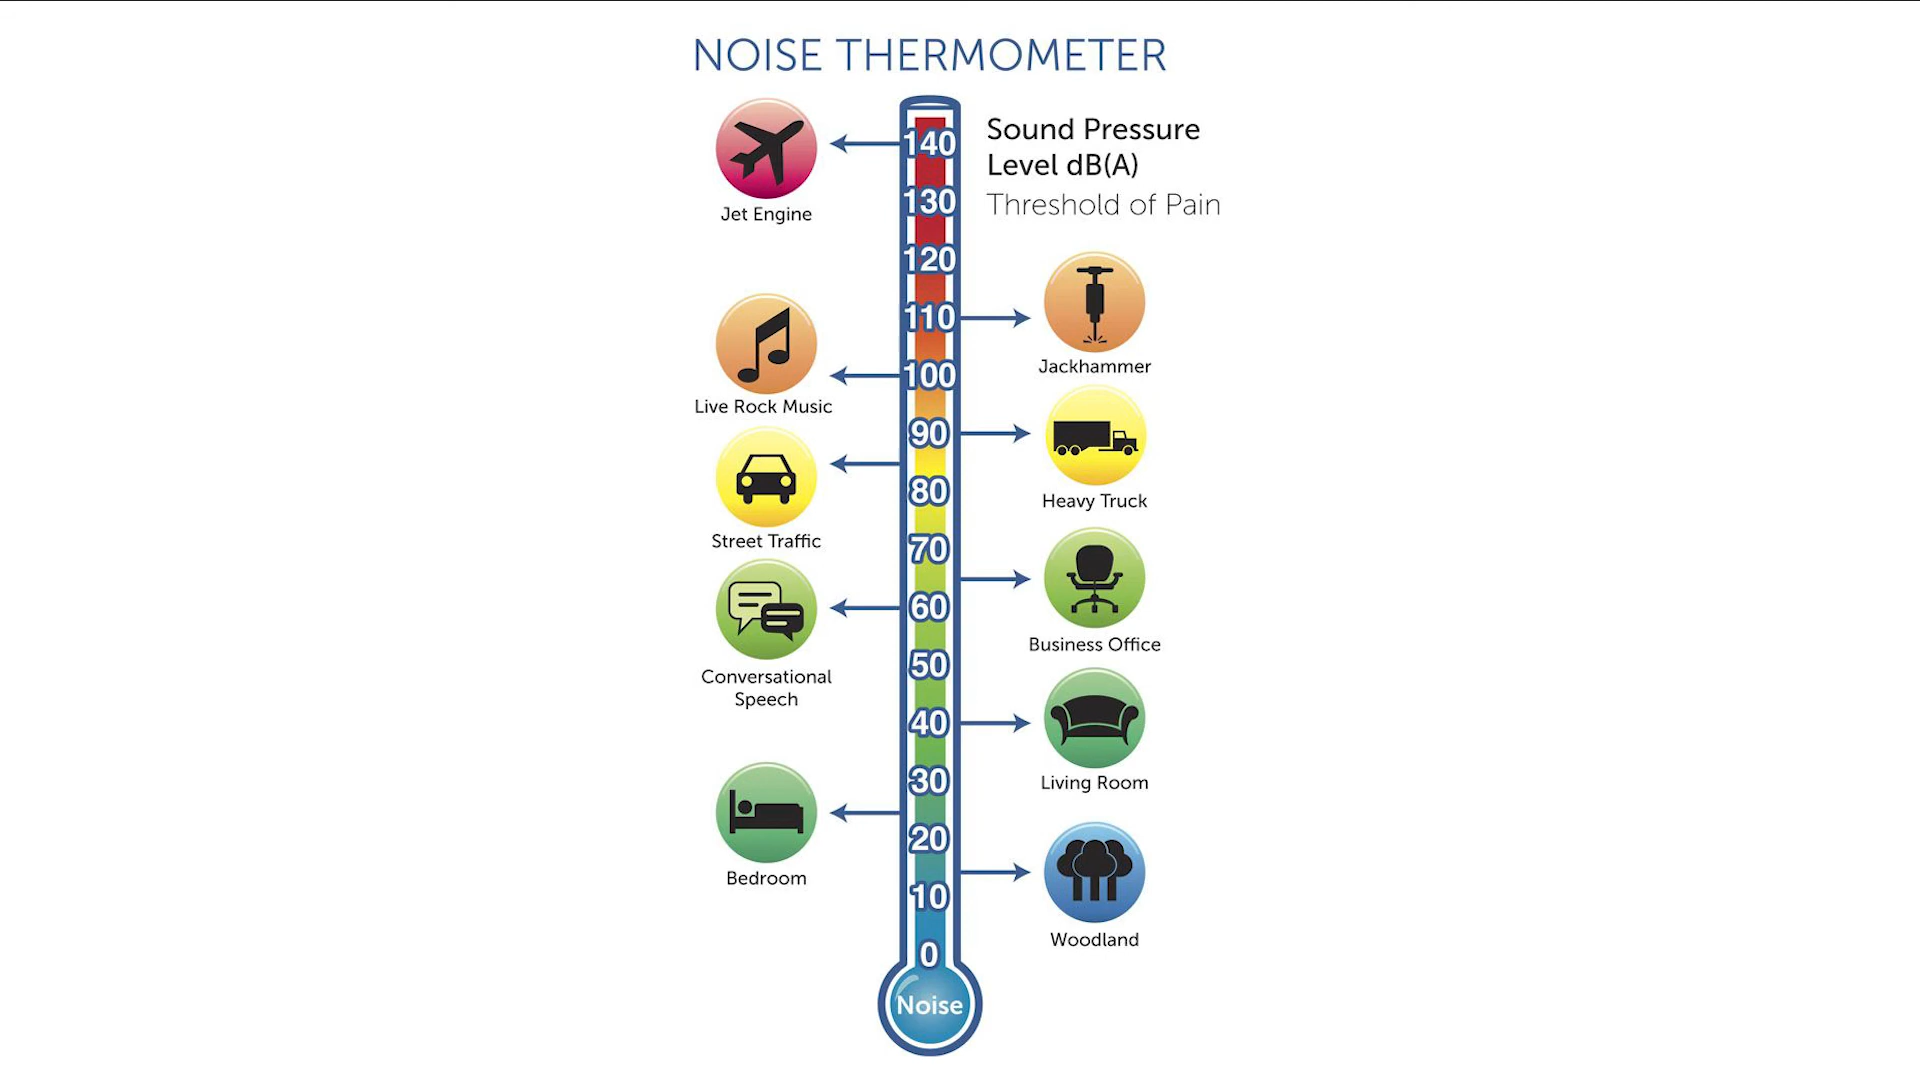 NOISE THERMOMETER
Sound Pressure
Level dB(A)
Threshold of Pain
140
130
120
110
100
90
80
70
60
50
40
30
20
10
0
Noise
Jet Engine
Live Rock Music
Street Traffic
Conversational
Speech
Bedroom
Jackhammer
Heavy Truck
Business Office
Living Room
Woodland